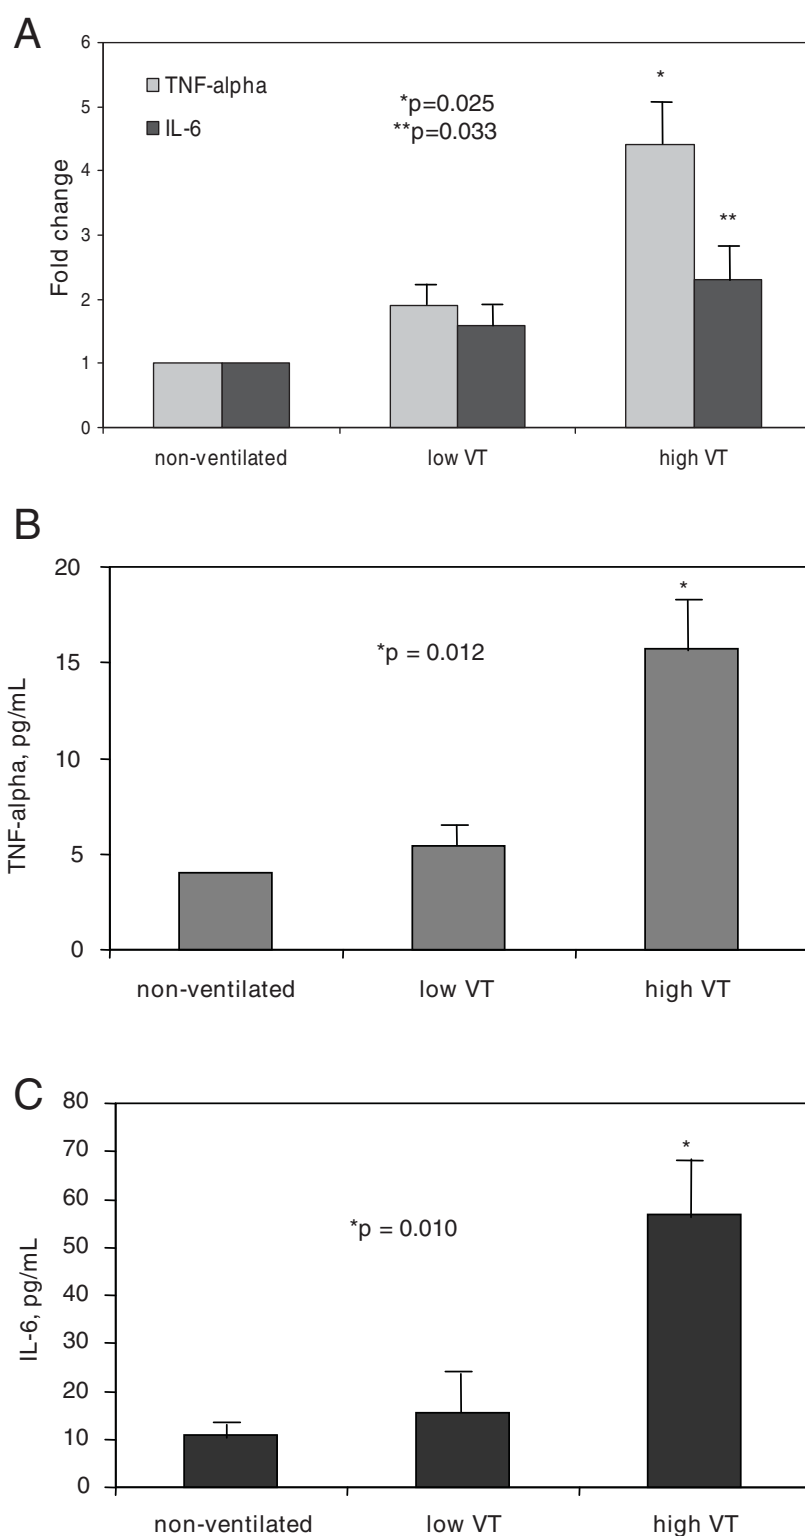 A
6
5
4
3
2
1
0
Fold change
TNF-alpha
IL-6
*p=0.025
**p=0.033
*
**
non-ventilated low VT high VT
B
20
15
10
5
0
TNF-alpha, pg/mL
*p = 0.012
*
non-ventilated low VT high VT
C
80
70
60
50
40
30
20
10
0
IL-6, pg/mL
*p = 0.010
*
non-ventilated low VT high VT